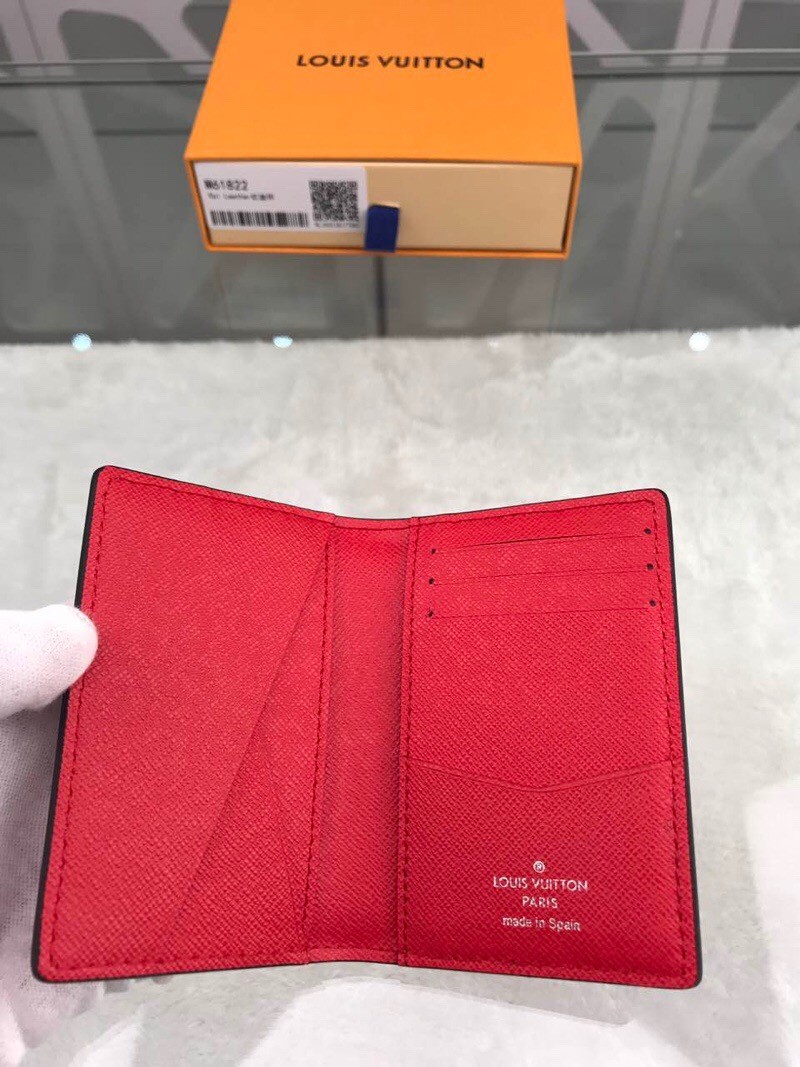 LOUIS VUITTON
M61822
®
LOUIS VUITTON
PARIS
made in Spain